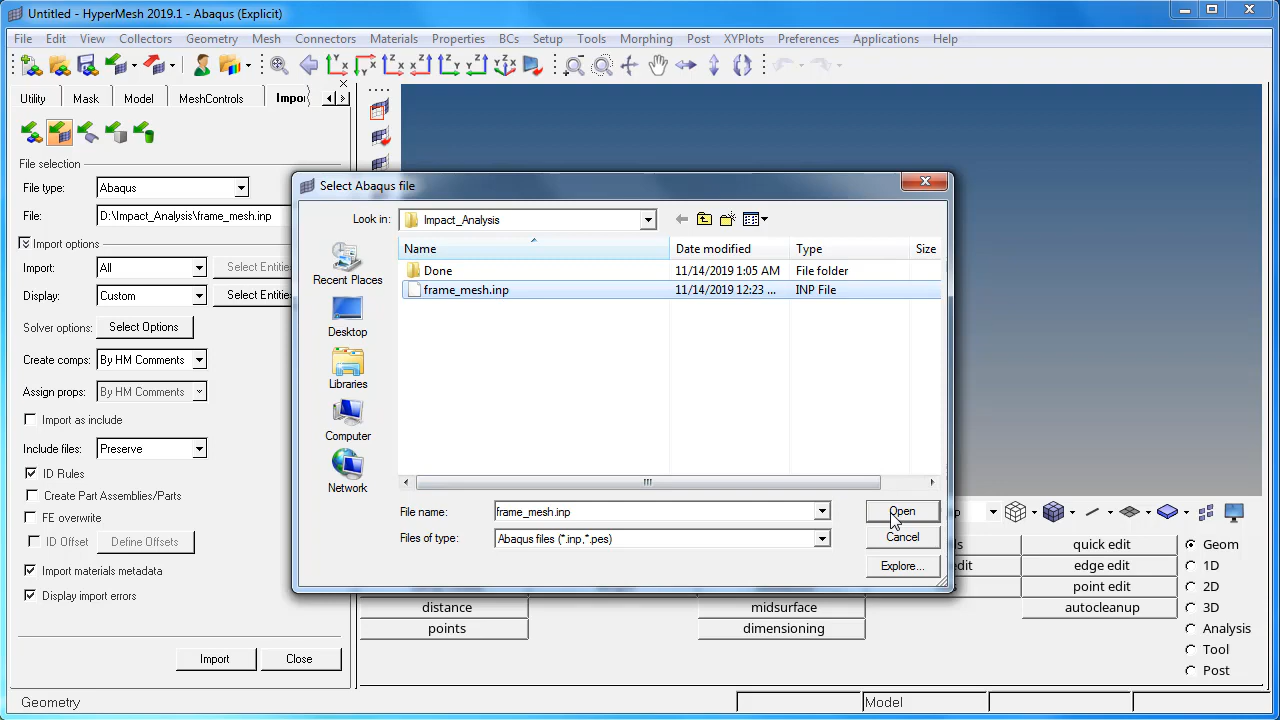 Untitled - HyperMesh 2019.1 - Abaqus (Explicit)
File Edit View Collectors Geometry Mesh Connectors Materials Properties BCs Setup Tools Morphing Post XYPlots Preferences Applications Help
Utility Mask Model MeshControls Impor
File selection
File type: Abaqus
File: D:\Impact_Analysis\frame_mesh.inp
Import options
Import: All Select Entities
Display: Custom Select Entities
Solver options: Select Options
Create comps: By HM Comments
Assign props: By HM Comments
Import as include
Include files: Preserve
ID Rules
Create Part Assemblies/Parts
FE overwrite
ID Offset Define Offsets
Import materials metadata
Display import errors
Import Close
Select Abaqus file
Look in: Impact_Analysis
Name Date modified Type Size
Done 11/14/2019 1:05 AM File folder
frame_mesh.inp 11/14/2019 12:23 ... INP File
Recent Places
Desktop
Libraries
Computer
Network
File name: frame_mesh.inp Open
Files of type: Abaqus files (*.inp,*.pes) Cancel
Explore...
quick edit Geom
edit edge edit 1D
point edit 2D
distance midsurface autocleanup 3D
points dimensioning Analysis
Tool
Post
Geometry Model